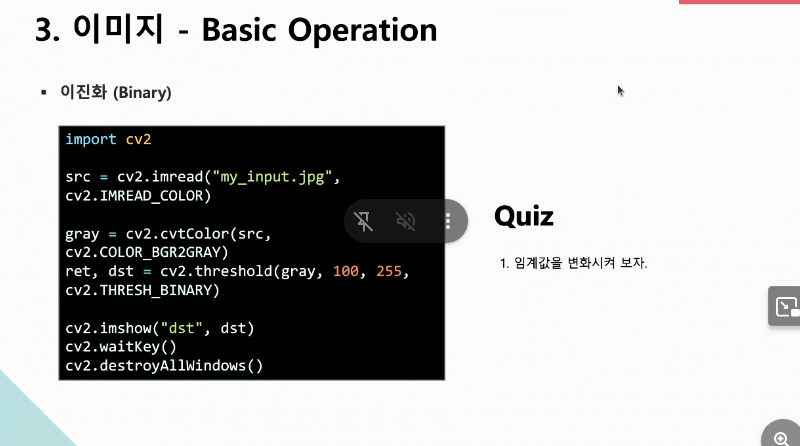 3. 이미지 - Basic Operation
▪ 이진화 (Binary)
import cv2
src = cv2.imread("my_input.jpg",
cv2.IMREAD_COLOR)
gray = cv2.cvtColor(src,
cv2.COLOR_BGR2GRAY)
ret, dst = cv2.threshold(gray, 100, 255,
cv2.THRESH_BINARY)
cv2.imshow("dst", dst)
cv2.waitKey()
cv2.destroyAllWindows()
Quiz
1. 임계값을 변화시켜 보자.